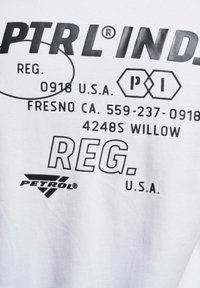 PTRL® IND.
REG.
0918 U.S.A. P I
FRESNO CA. 559-237-0918
4248S WILLOW
REG.
PETROL® U.S.A.